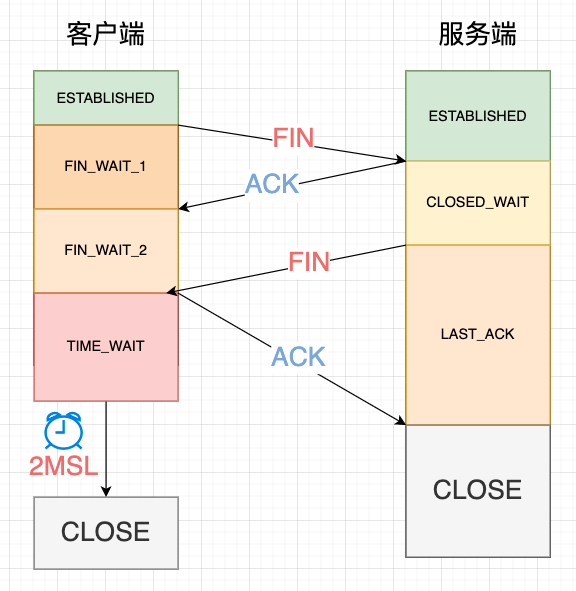 客户端
服务端
ESTABLISHED
ESTABLISHED
FIN
FIN_WAIT_1
ACK
CLOSED_WAIT
FIN_WAIT_2
FIN
LAST_ACK
TIME_WAIT
ACK
2MSL
CLOSE
CLOSE